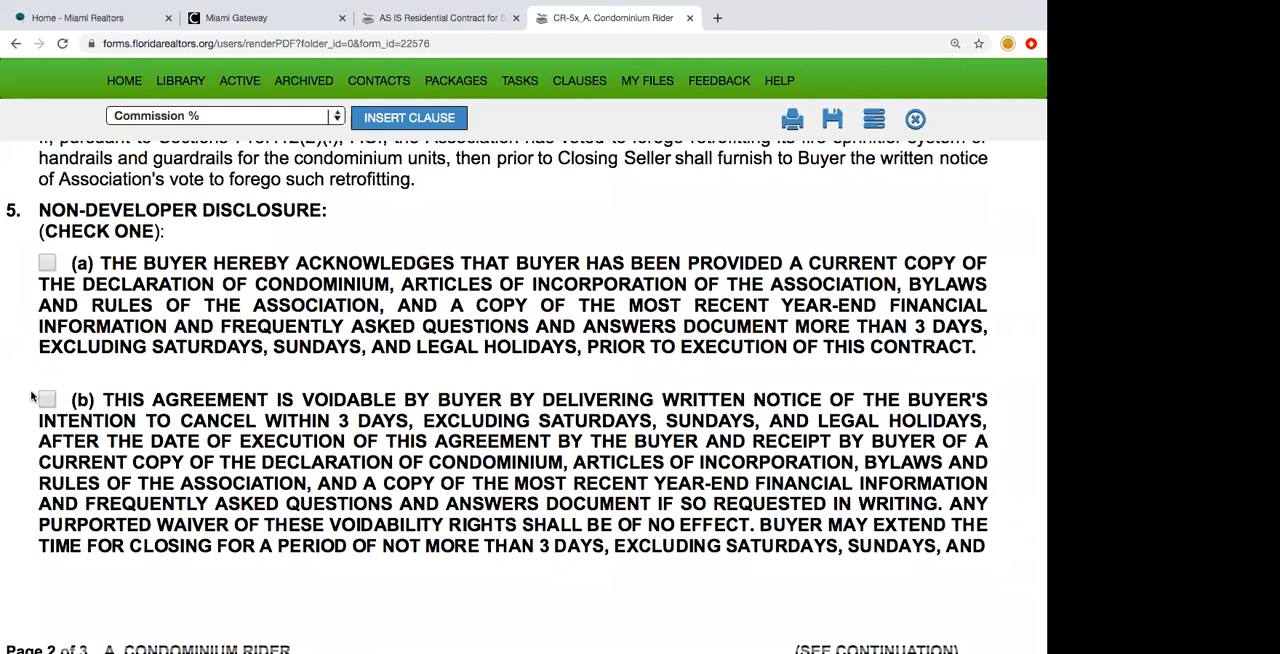 Home - Miami Realtors
Miami Gateway
AS IS Residential Contract for S
CR-5x_A. Condominium Rider
forms.floridarealtors.org/users/renderPDF?folder_id=0&form_id=22576
HOME LIBRARY ACTIVE ARCHIVED CONTACTS PACKAGES TASKS CLAUSES MY FILES FEEDBACK HELP
Commission % INSERT CLAUSE
handrails and guardrails for the condominium units, then prior to Closing Seller shall furnish to Buyer the written notice
of Association's vote to forego such retrofitting.
5. NON-DEVELOPER DISCLOSURE:
(CHECK ONE):
(a) THE BUYER HEREBY ACKNOWLEDGES THAT BUYER HAS BEEN PROVIDED A CURRENT COPY OF
THE DECLARATION OF CONDOMINIUM, ARTICLES OF INCORPORATION OF THE ASSOCIATION, BYLAWS
AND RULES OF THE ASSOCIATION, AND A COPY OF THE MOST RECENT YEAR-END FINANCIAL
INFORMATION AND FREQUENTLY ASKED QUESTIONS AND ANSWERS DOCUMENT MORE THAN 3 DAYS,
EXCLUDING SATURDAYS, SUNDAYS, AND LEGAL HOLIDAYS, PRIOR TO EXECUTION OF THIS CONTRACT.
(b) THIS AGREEMENT IS VOIDABLE BY BUYER BY DELIVERING WRITTEN NOTICE OF THE BUYER'S
INTENTION TO CANCEL WITHIN 3 DAYS, EXCLUDING SATURDAYS, SUNDAYS, AND LEGAL HOLIDAYS,
AFTER THE DATE OF EXECUTION OF THIS AGREEMENT BY THE BUYER AND RECEIPT BY BUYER OF A
CURRENT COPY OF THE DECLARATION OF CONDOMINIUM, ARTICLES OF INCORPORATION, BYLAWS AND
RULES OF THE ASSOCIATION, AND A COPY OF THE MOST RECENT YEAR-END FINANCIAL INFORMATION
AND FREQUENTLY ASKED QUESTIONS AND ANSWERS DOCUMENT IF SO REQUESTED IN WRITING. ANY
PURPORTED WAIVER OF THESE VOIDABILITY RIGHTS SHALL BE OF NO EFFECT. BUYER MAY EXTEND THE
TIME FOR CLOSING FOR A PERIOD OF NOT MORE THAN 3 DAYS, EXCLUDING SATURDAYS, SUNDAYS, AND
Page 2 of 3 A. CONDOMINIUM RIDER (SEE CONTINUATION)